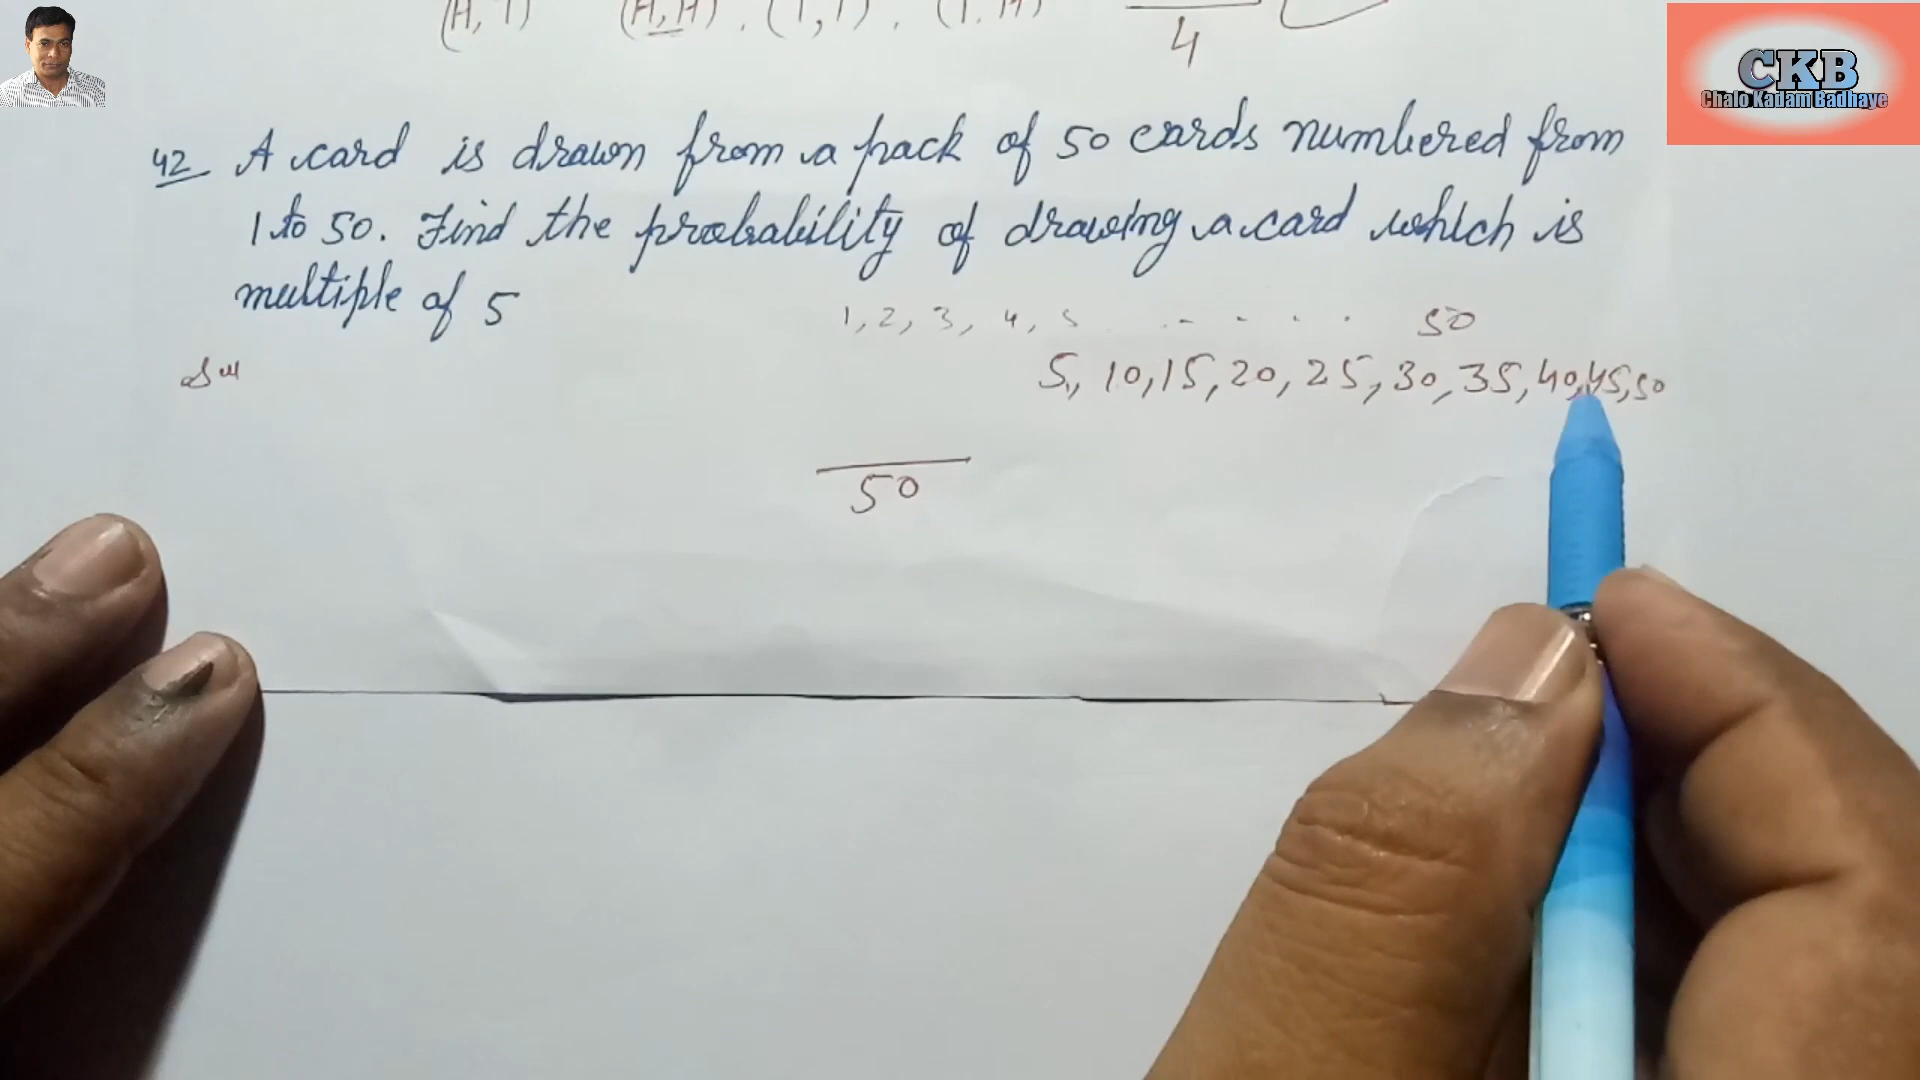 (H, T) (H, H), (T, T), (T, H)
4
CKB
Chalo Kadam Badhaye
42 A card is drawn from a pack of 50 cards numbered from
1 to 50. Find the probability of drawing a card which is
multiple of 5
1, 2, 3, 4, 5 . . . . . . 50
Sol
5, 10, 15, 20, 25, 30, 35, 40, 45, 50
50